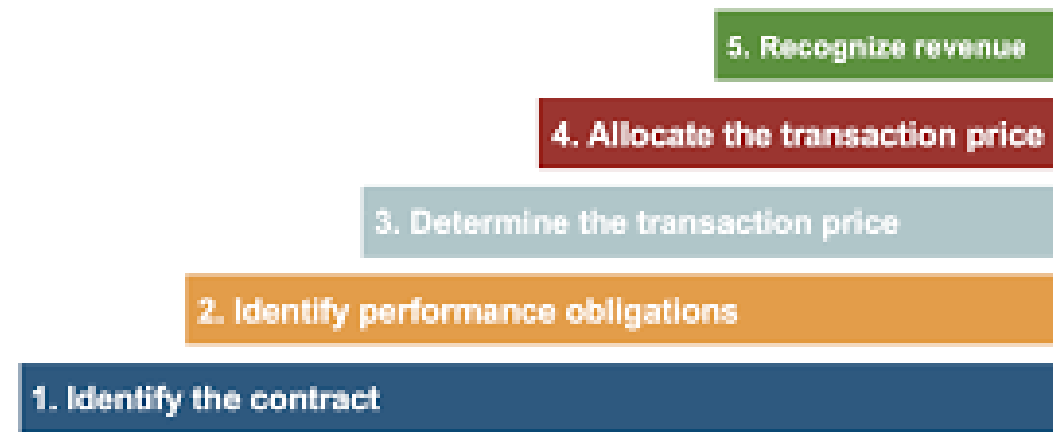 5. Recognize revenue
4. Allocate the transaction price
3. Determine the transaction price
2. Identify performance obligations
1. Identify the contract